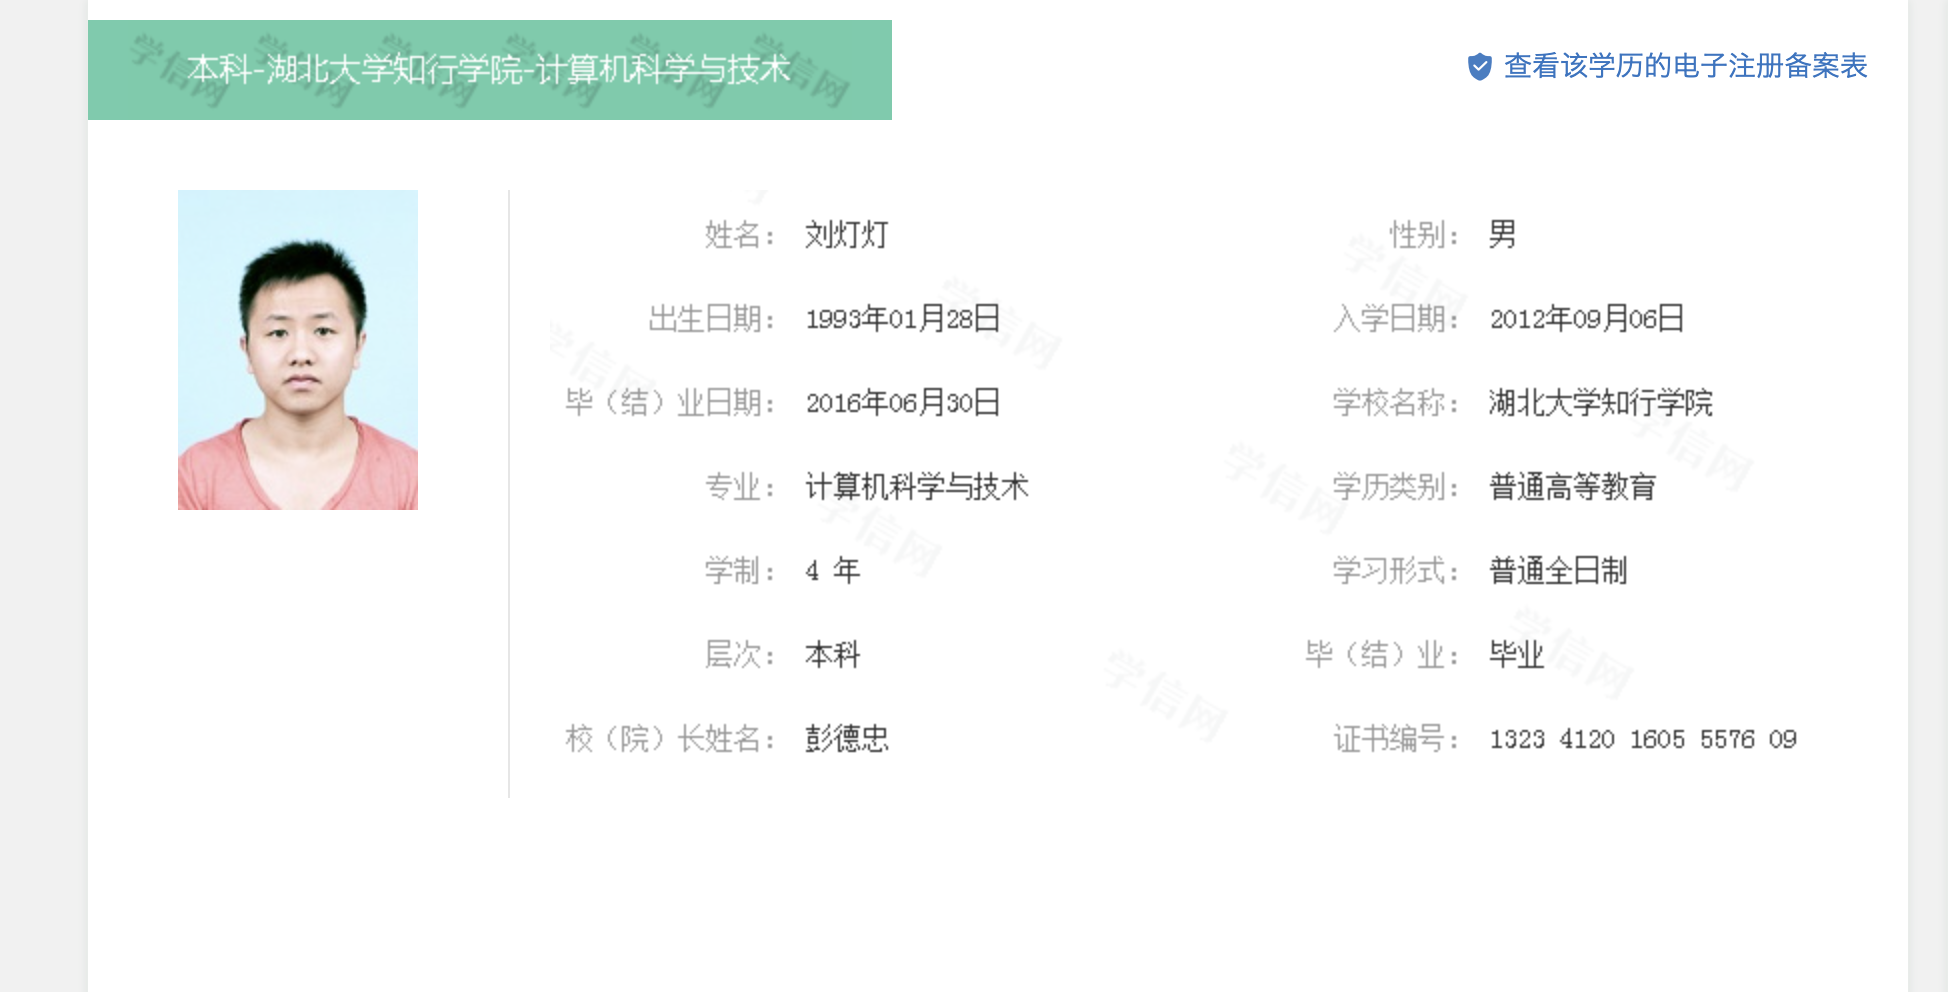 本科-湖北大学知行学院-计算机科学与技术
查看该学历的电子注册备案表
姓名： 刘灯灯 性别： 男
出生日期： 1993年01月28日 入学日期： 2012年09月06日
毕（结）业日期： 2016年06月30日 学校名称： 湖北大学知行学院
专业： 计算机科学与技术 学历类别： 普通高等教育
学制： 4 年 学习形式： 普通全日制
层次： 本科 毕（结）业： 毕业
校（院）长姓名： 彭德忠 证书编号： 1323 4120 1605 5576 09
学信网